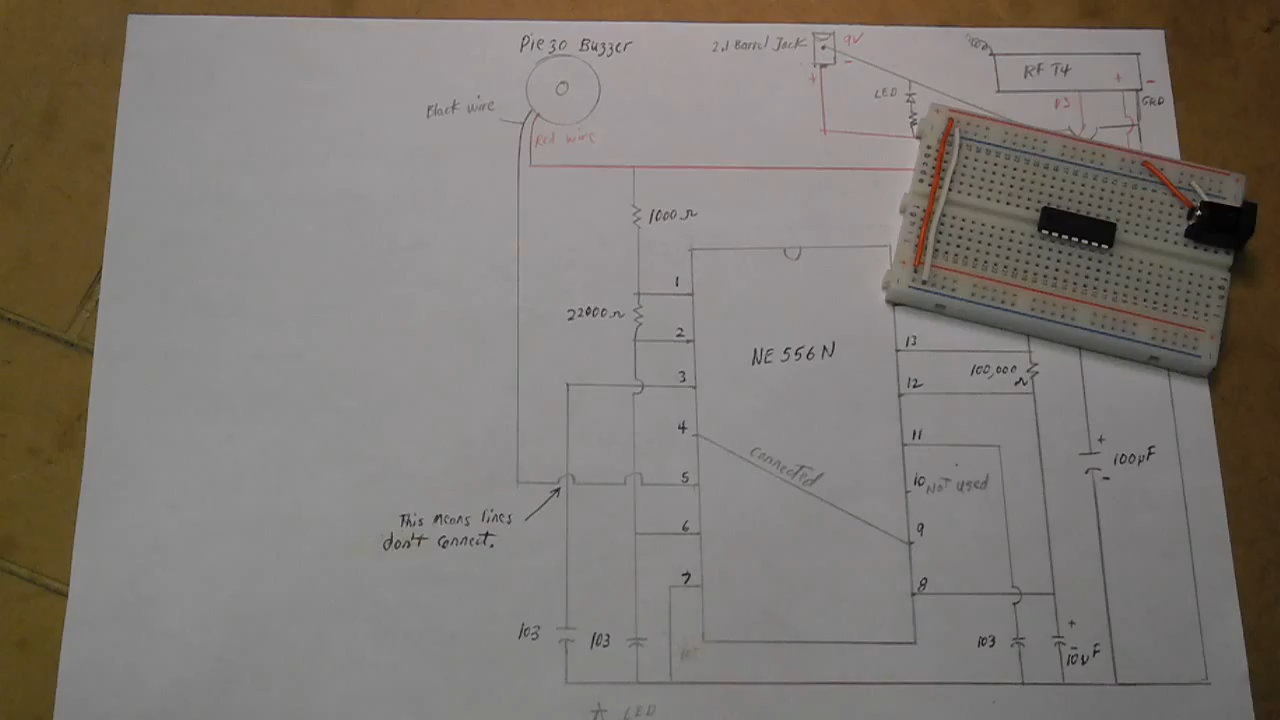 Piezo Buzzer
2.1 Barrel Jack
9V
-
+
RF T4
+
-
LED
GND
Black wire
Red wire
1000 Ω
1
22000 Ω
2
3
4
5
6
7
NE 556 N
connected
13
12
11
10 Not used
9
8
100,000
Ω
+
100µF
-
This means lines
don't connect.
103
103
103
+
10µF
LED